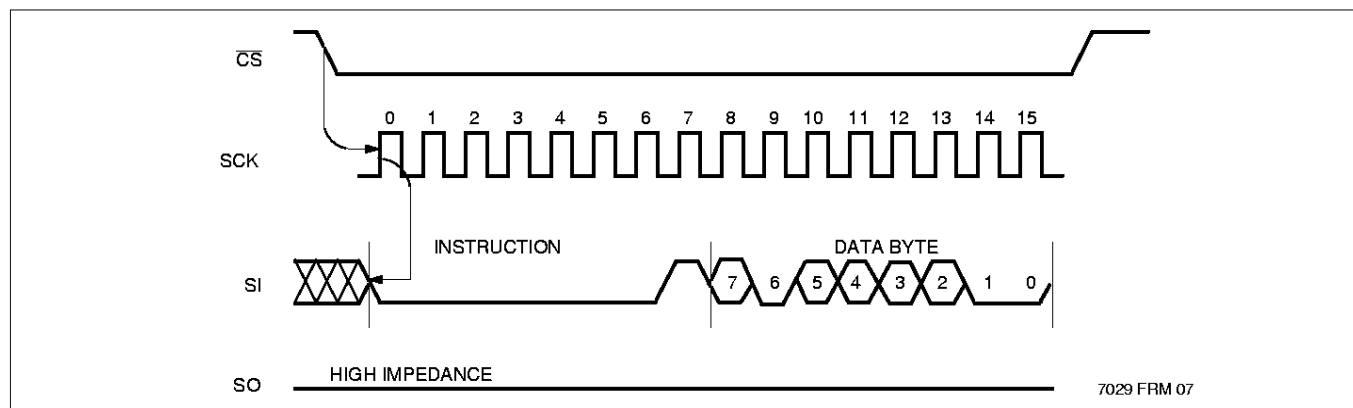 CS
0 1 2 3 4 5 6 7 8 9 10 11 12 13 14 15
SCK
INSTRUCTION DATA BYTE
SI 7 6 5 4 3 2 1 0
HIGH IMPEDANCE
SO
7029 FRM 07